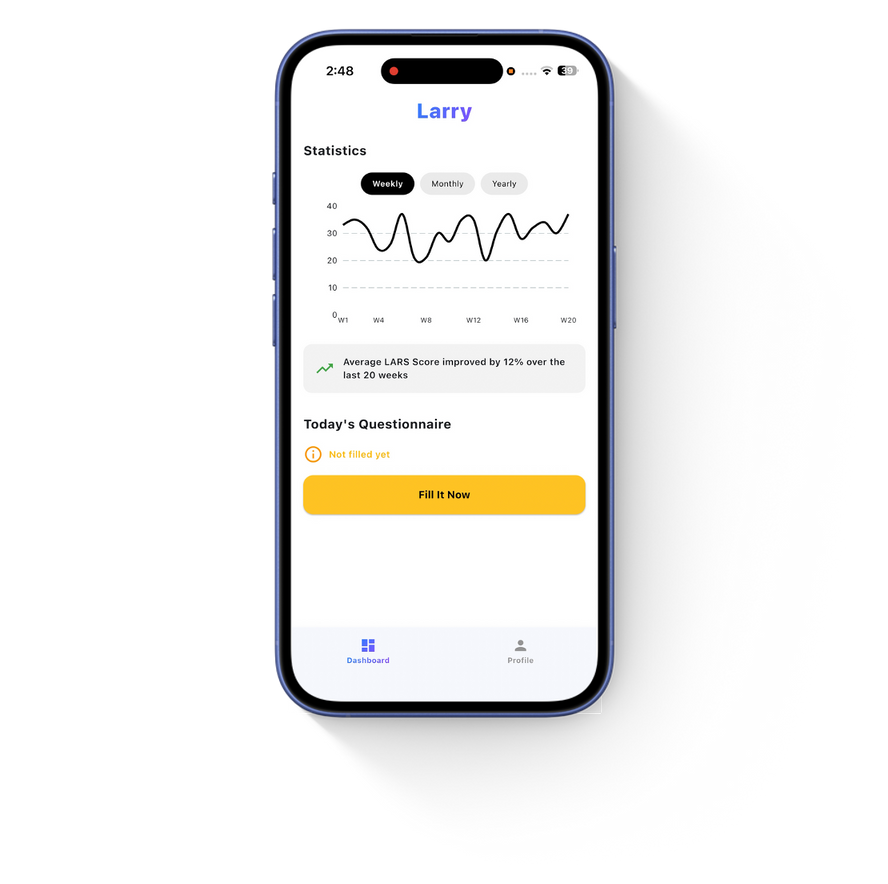 2:48
39
Larry
Statistics
Weekly
Monthly
Yearly
40
30
20
10
0
W1 W4 W8 W12 W16 W20
Average LARS Score improved by 12% over the
last 20 weeks
Today's Questionnaire
Not filled yet
Fill It Now
Dashboard
Profile